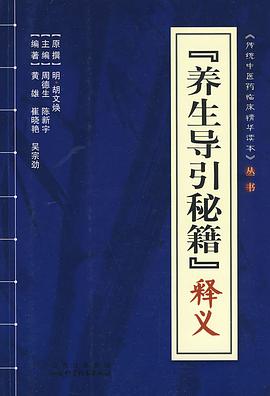 《传统中医药临床精华读本》丛书
『养生导引秘籍』释义
【原撰】明·胡文焕
【主编】周德生 陈新宇
【编著】黄雄 崔晓艳 吴宗劲